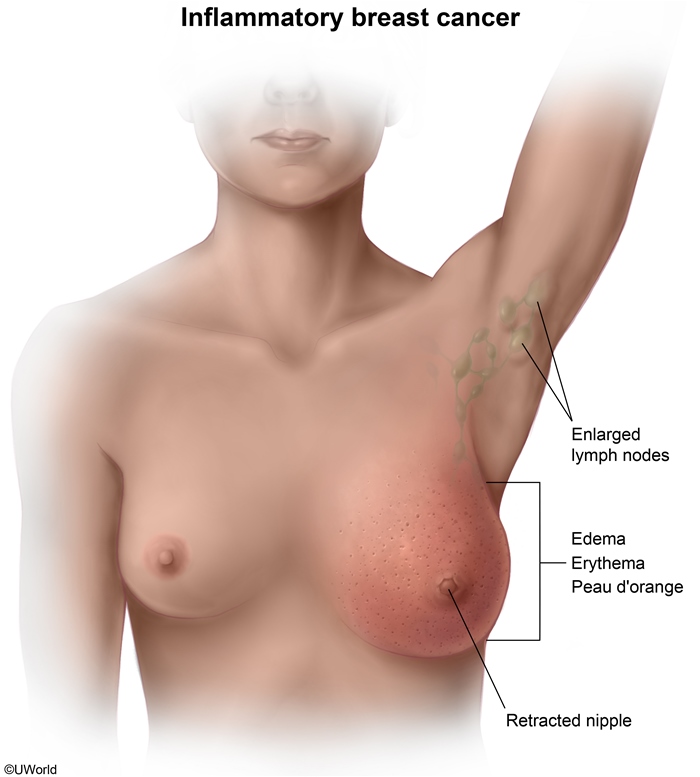 Inflammatory breast cancer
Enlarged
lymph nodes
Edema
Erythema
Peau d'orange
Retracted nipple
©UWorld